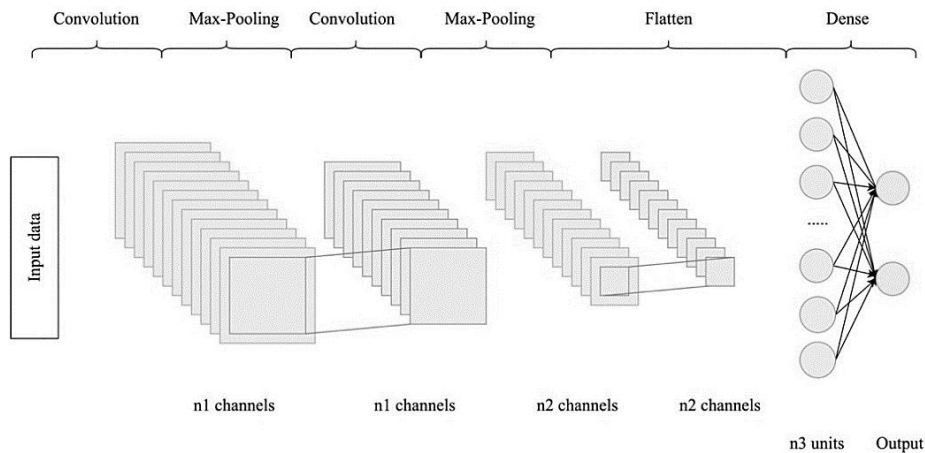 Convolution Max-Pooling Convolution Max-Pooling Flatten Dense
Input data
.....
n1 channels n1 channels n2 channels n2 channels
n3 units Output